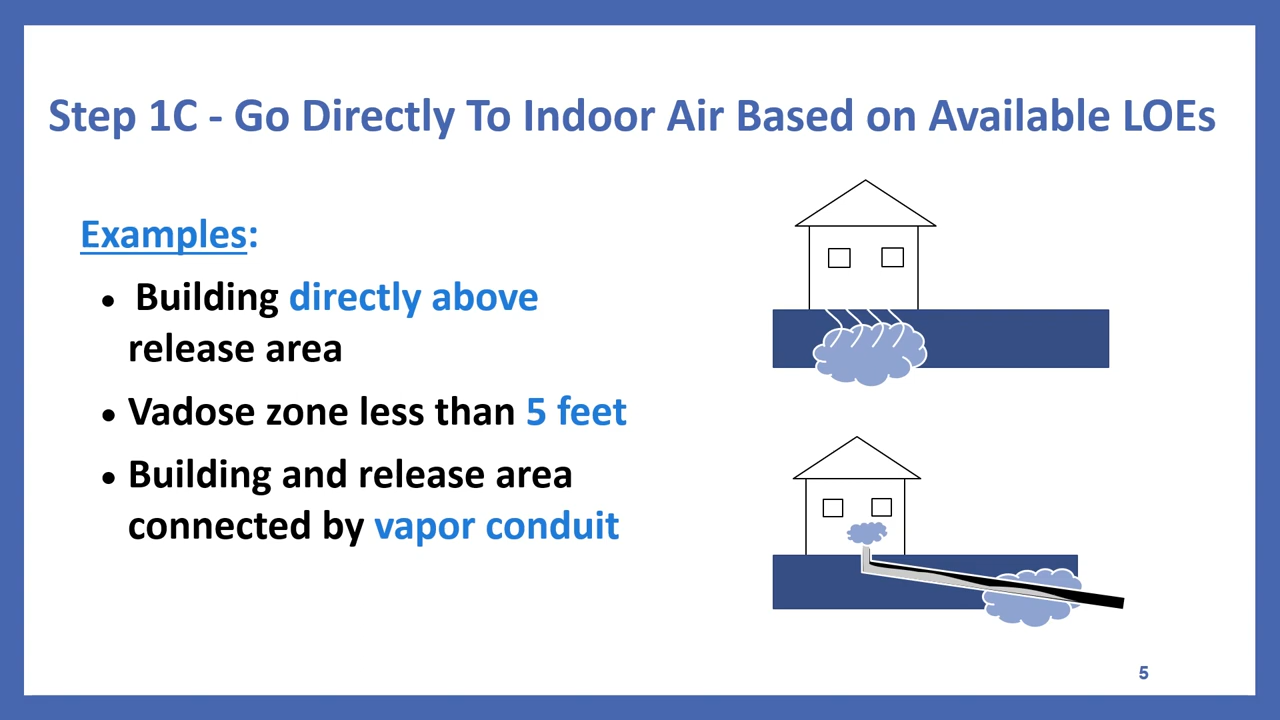 Step 1C - Go Directly To Indoor Air Based on Available LOEs
Examples:
• Building directly above
release area
• Vadose zone less than 5 feet
• Building and release area
connected by vapor conduit
5